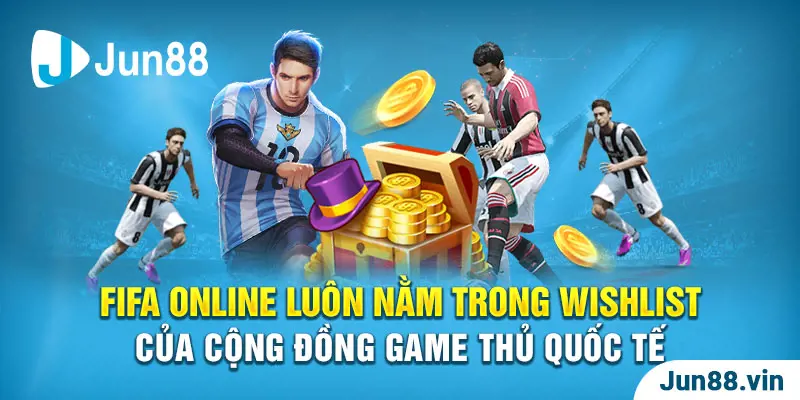 Jun88
FIFA ONLINE LUÔN NẰM TRONG WISHLIST
CỦA CỘNG ĐỒNG GAME THỦ QUỐC TẾ
Jun88.vin